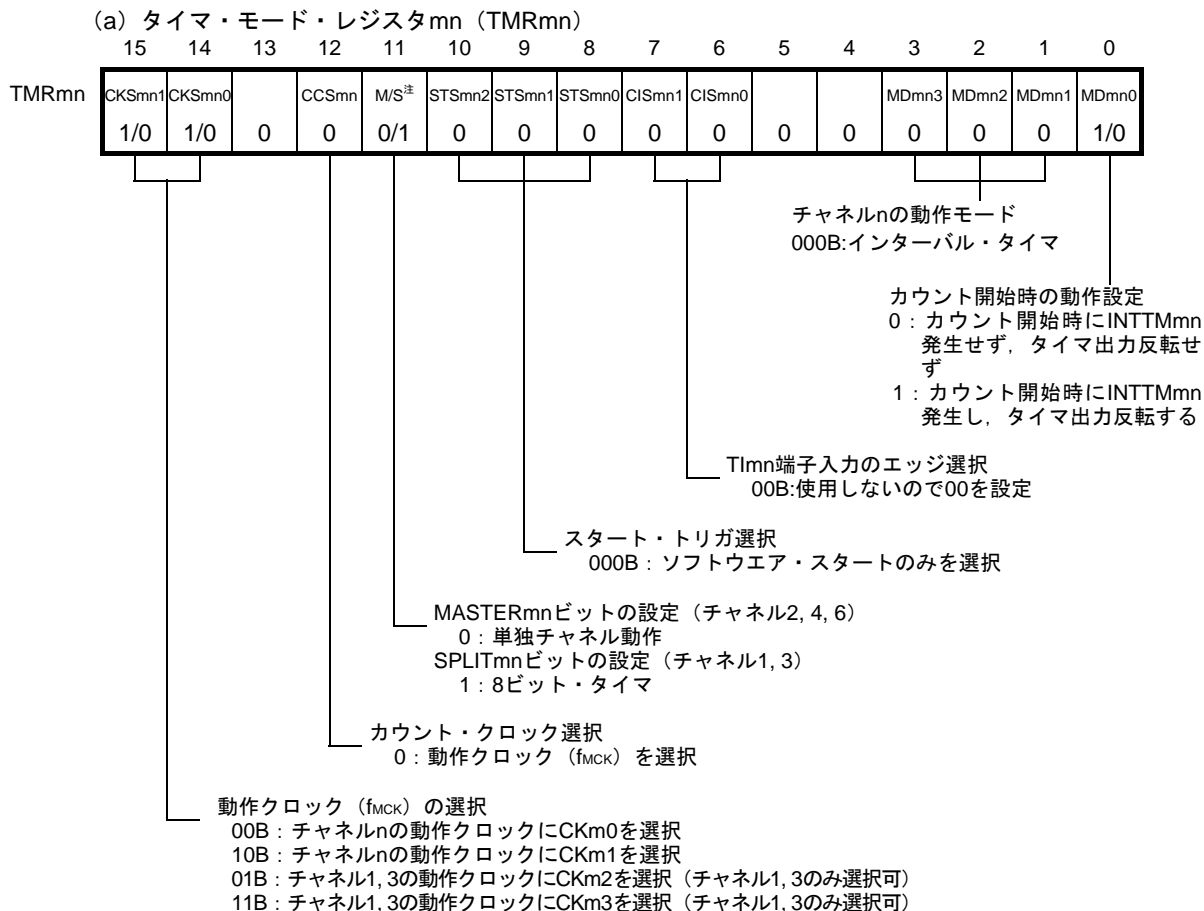 （a）タイマ・モード・レジスタmn（TMRmn）
15 14 13 12 11 10 9 8 7 6 5 4 3 2 1 0
TMRmn CKSmn1 CKSmn0 CCSmn M/S注 STSmn2 STSmn1 STSmn0 CISmn1 CISmn0 MDmn3 MDmn2 MDmn1 MDmn0
1/0 1/0 0 0 0/1 0 0 0 0 0 0 0 0 0 0 1/0
チャネルnの動作モード
000B:インターバル・タイマ
カウント開始時の動作設定
0：カウント開始時にINTTMmn
発生せず，タイマ出力反転せ
ず
1：カウント開始時にINTTMmn
発生し，タイマ出力反転する
TImn端子入力のエッジ選択
00B:使用しないので00を設定
スタート・トリガ選択
000B：ソフトウエア・スタートのみを選択
MASTERmnビットの設定（チャネル2, 4, 6）
0：単独チャネル動作
SPLITmnビットの設定（チャネル1, 3）
1：8ビット・タイマ
カウント・クロック選択
0：動作クロック（fMCK）を選択
動作クロック（fMCK）の選択
00B：チャネルnの動作クロックにCKm0を選択
10B：チャネルnの動作クロックにCKm1を選択
01B：チャネル1, 3の動作クロックにCKm2を選択（チャネル1, 3のみ選択可）
11B：チャネル1, 3の動作クロックにCKm3を選択（チャネル1, 3のみ選択可）